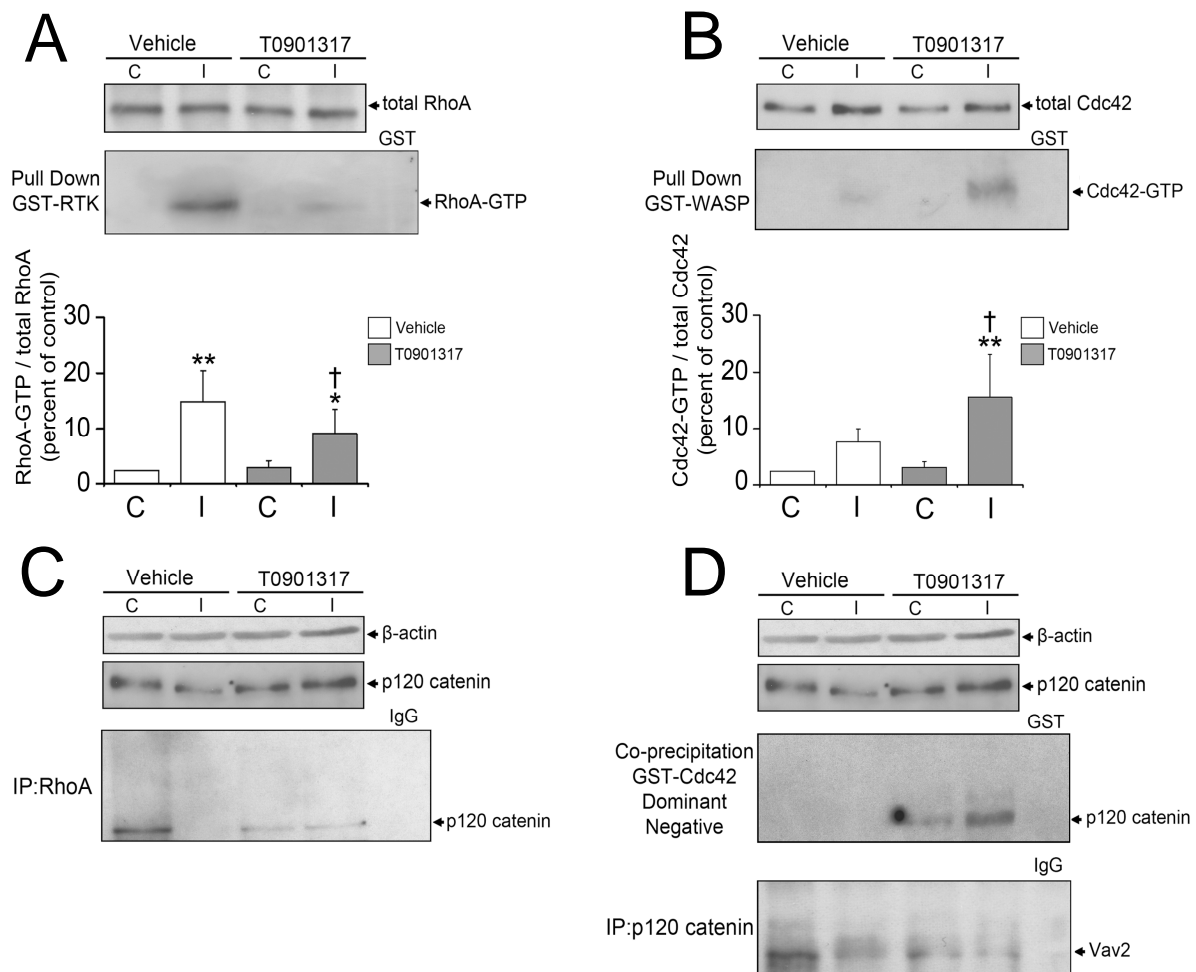 A
Vehicle T0901317
C I C I
total RhoA
GST
Pull Down
GST-RTK
RhoA-GTP
RhoA-GTP / total RhoA
(percent of control)
30
20
10
0
** † *
Vehicle
T0901317
C I C I
B
Vehicle T0901317
C I C I
total Cdc42
GST
Pull Down
GST-WASP
Cdc42-GTP
Cdc42-GTP / total Cdc42
(percent of control)
30
20
10
0
†
**
Vehicle
T0901317
C I C I
C
Vehicle T0901317
C I C I
β-actin
p120 catenin
IgG
IP:RhoA
p120 catenin
D
Vehicle T0901317
C I C I
β-actin
p120 catenin
GST
Co-precipitation
GST-Cdc42
Dominant
Negative
p120 catenin
IgG
IP:p120 catenin
Vav2